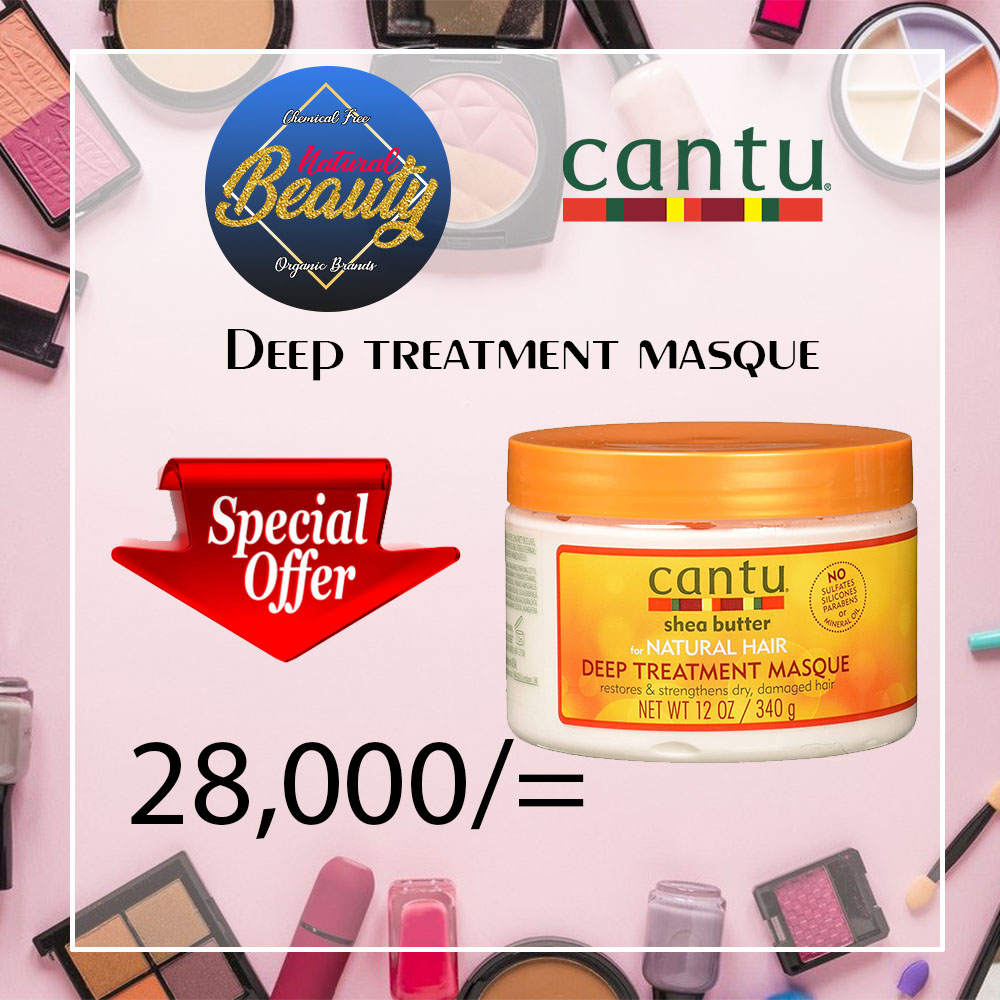 Chemical Free
Natural
Beauty
Organic Brands
cantu®
Deep treatment masque
Special
Offer
cantu®
shea butter
for NATURAL HAIR
DEEP TREATMENT MASQUE
restores & strengthens dry, damaged hair
NET WT 12 OZ / 340 g
NO
SULFATES
SILICONES
PARABENS
or
MINERAL OIL
28,000/=